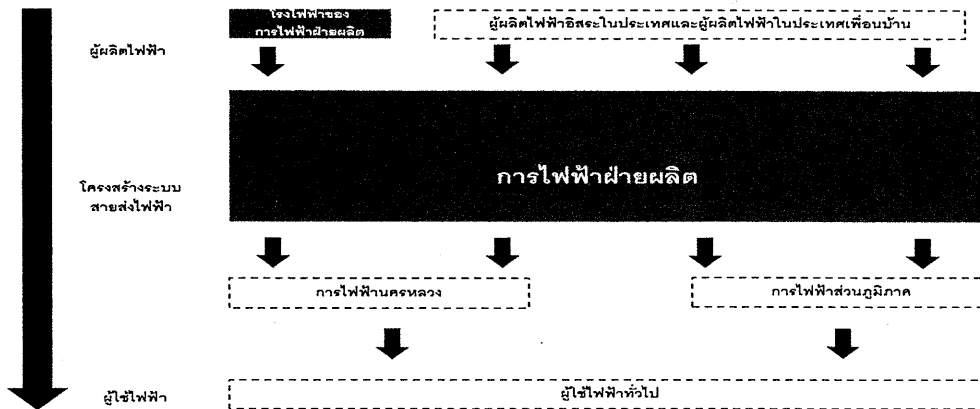 โรงไฟฟ้าของ
การไฟฟ้าฝ่ายผลิต
ผู้ผลิตไฟฟ้าอิสระในประเทศและผู้ผลิตไฟฟ้าในประเทศเพื่อนบ้าน
ผู้ผลิตไฟฟ้า
การไฟฟ้าฝ่ายผลิต
โครงสร้างระบบ
สายส่งไฟฟ้า
การไฟฟ้านครหลวง
การไฟฟ้าส่วนภูมิภาค
ผู้ใช้ไฟฟ้า
ผู้ใช้ไฟฟ้าทั่วไป